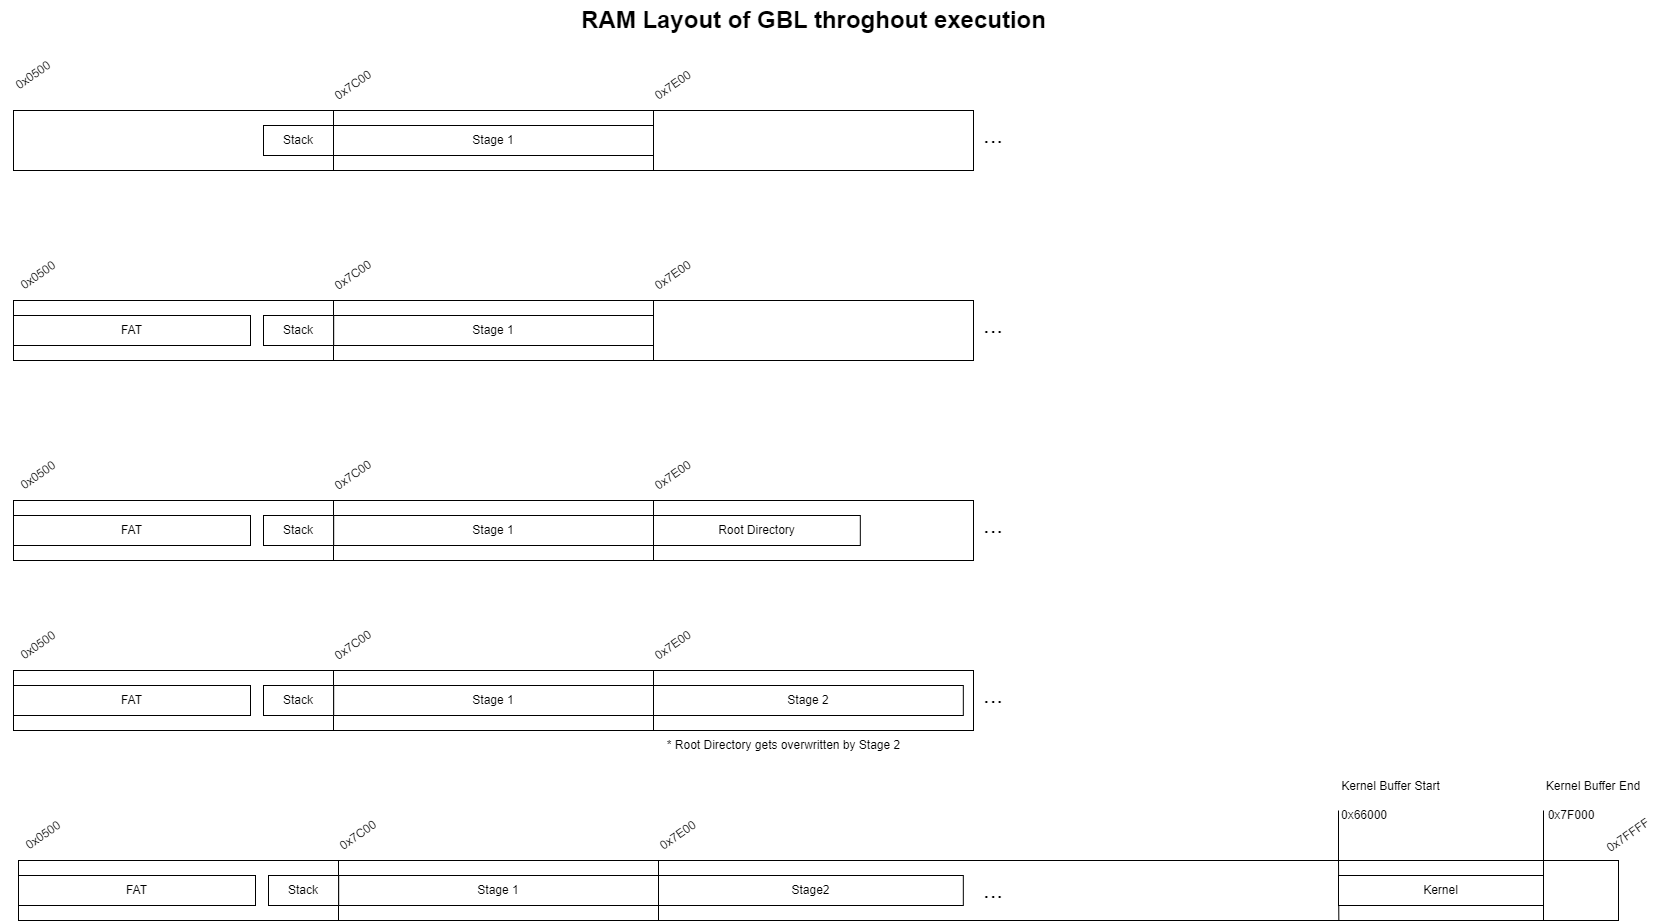 RAM Layout of GBL throghout execution
0x0500
0x7C00
0x7E00
Stack
Stage 1
...
0x0500
0x7C00
0x7E00
FAT
Stack
Stage 1
...
0x0500
0x7C00
0x7E00
FAT
Stack
Stage 1
Root Directory
...
0x0500
0x7C00
0x7E00
FAT
Stack
Stage 1
Stage 2
...
* Root Directory gets overwritten by Stage 2
Kernel Buffer Start
Kernel Buffer End
0x66000
0x7F000
0x0500
0x7C00
0x7E00
0x7FFFF
FAT
Stack
Stage 1
Stage2
...
Kernel